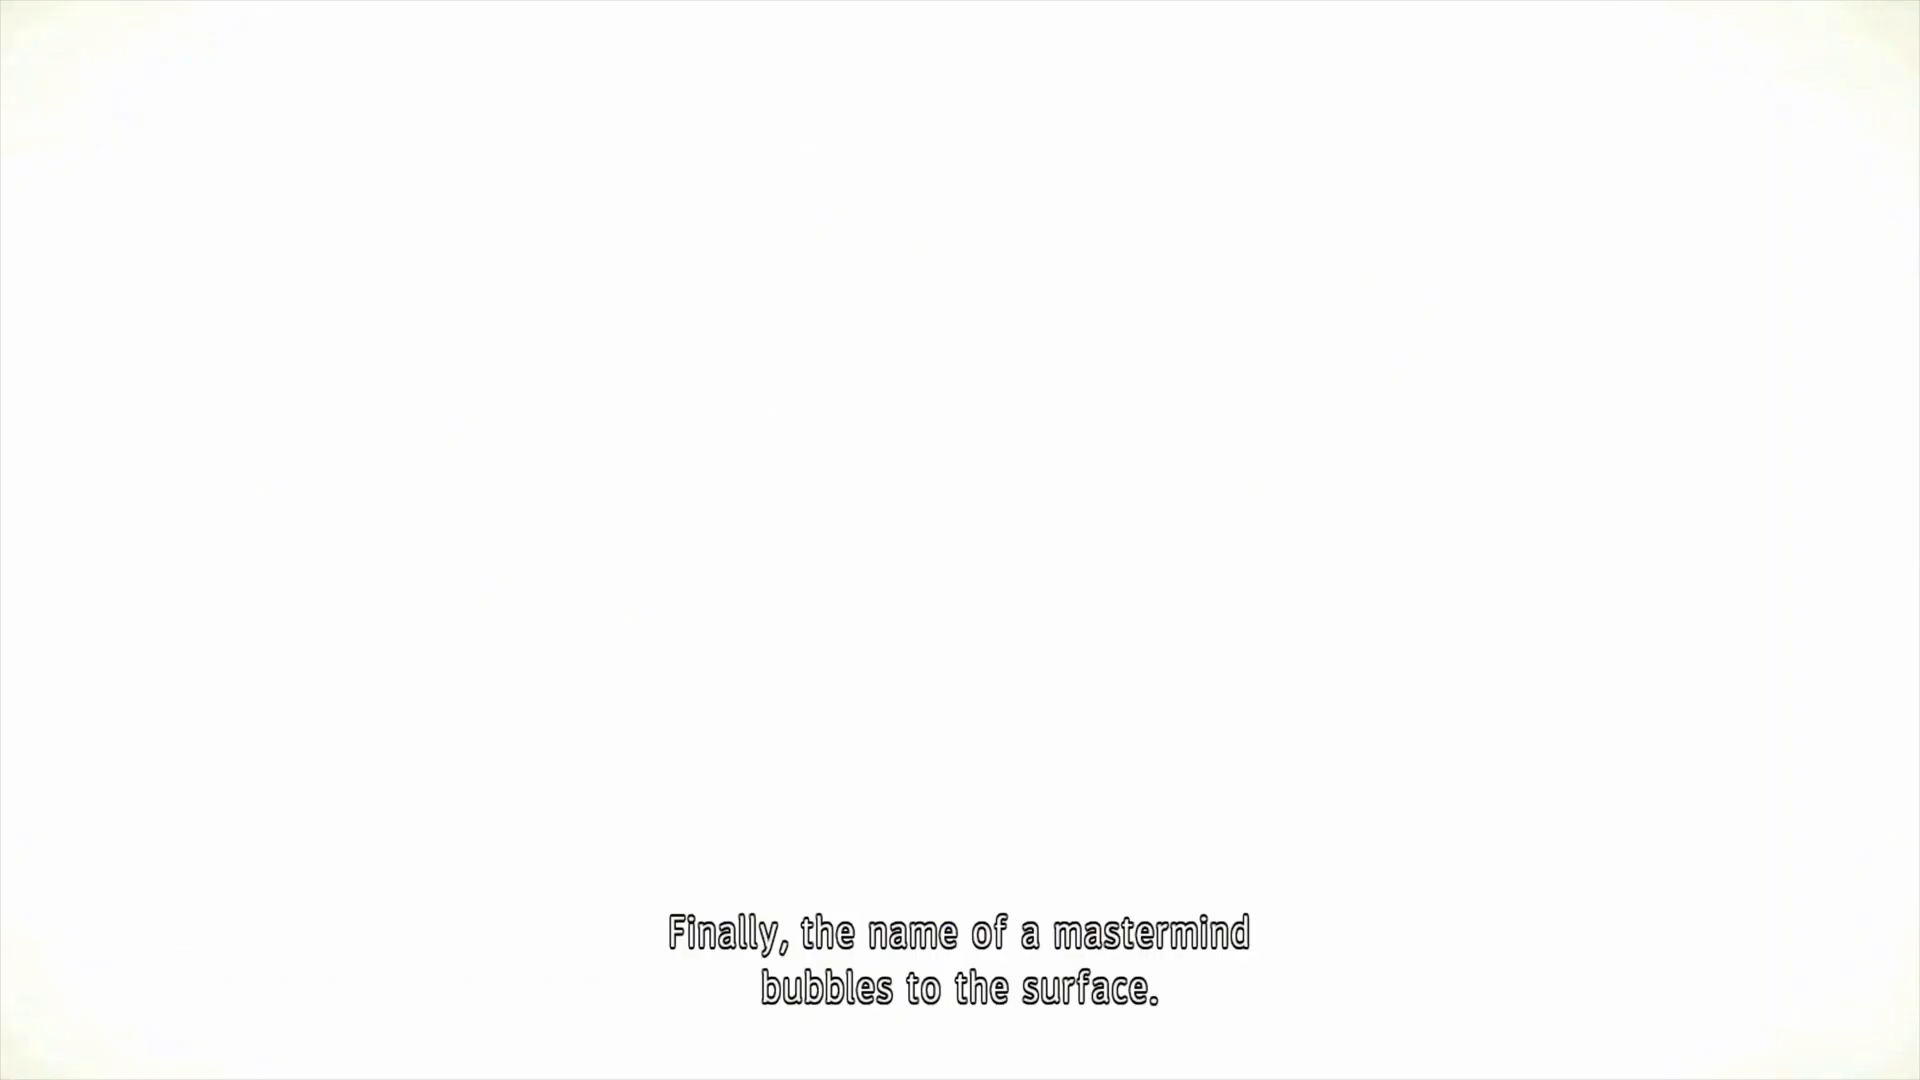 Finally, the name of a mastermind
bubbles to the surface.